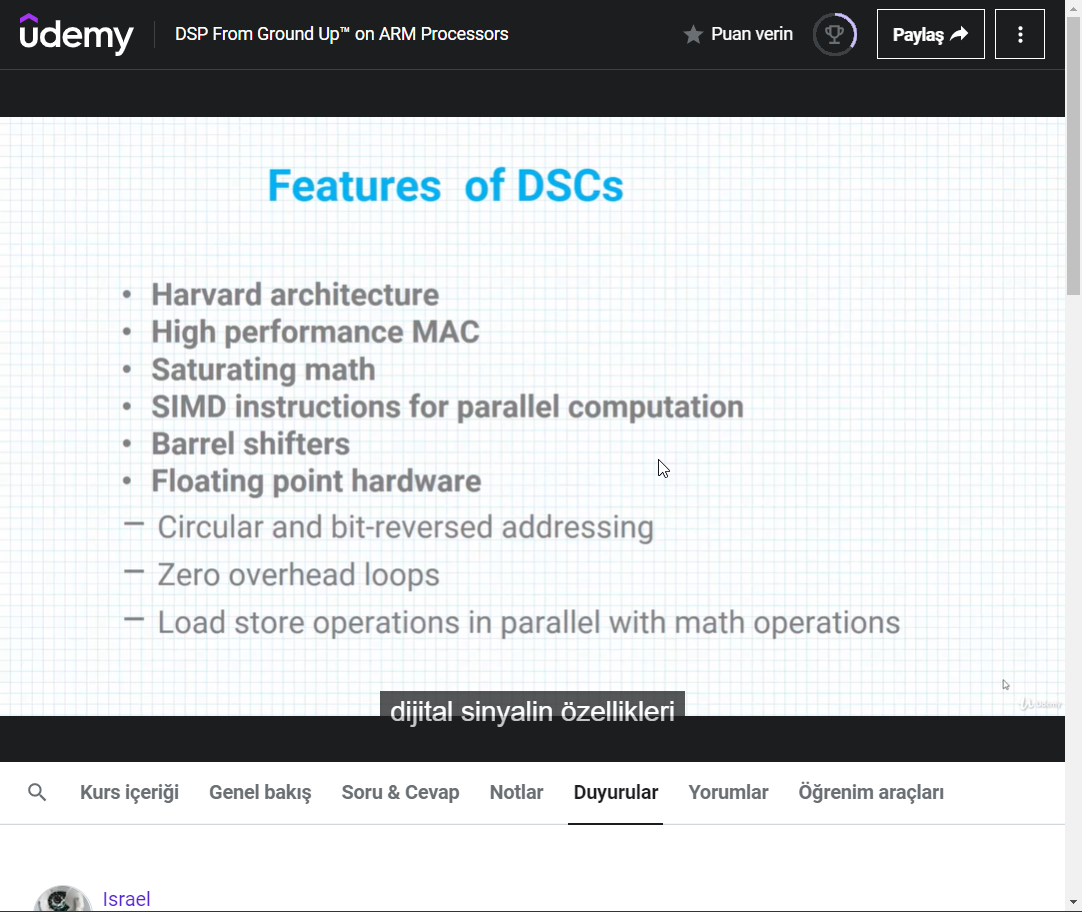 udemy
DSP From Ground Up™ on ARM Processors
Puan verin
Paylaş
Features of DSCs
• Harvard architecture
• High performance MAC
• Saturating math
• SIMD instructions for parallel computation
• Barrel shifters
• Floating point hardware
– Circular and bit-reversed addressing
– Zero overhead loops
– Load store operations in parallel with math operations
Udemy
dijital sinyalin özellikleri
Kurs içeriği
Genel bakış
Soru & Cevap
Notlar
Duyurular
Yorumlar
Öğrenim araçları
Israel